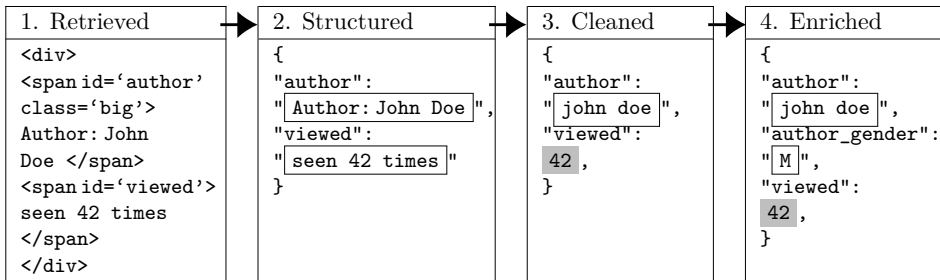 1. Retrieved
<div>
<span id=‘author’
class=‘big’>
Author: John
Doe </span>
<span id=‘viewed’>
seen 42 times
</span>
</div>
2. Structured
{
"author":
"Author: John Doe",
"viewed":
"seen 42 times"
}
3. Cleaned
{
"author":
"john doe",
"viewed":
42,
}
4. Enriched
{
"author":
"john doe",
"author_gender":
"M",
"viewed":
42,
}